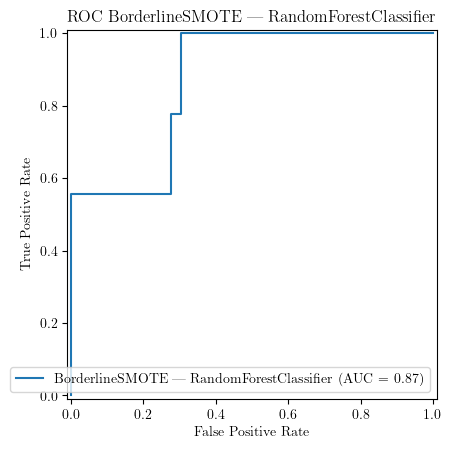 ROC BorderlineSMOTE — RandomForestClassifier
1.0
0.8
0.6
0.4
0.2
0.0
True Positive Rate
BorderlineSMOTE — RandomForestClassifier (AUC = 0.87)
0.0 0.2 0.4 0.6 0.8 1.0
False Positive Rate